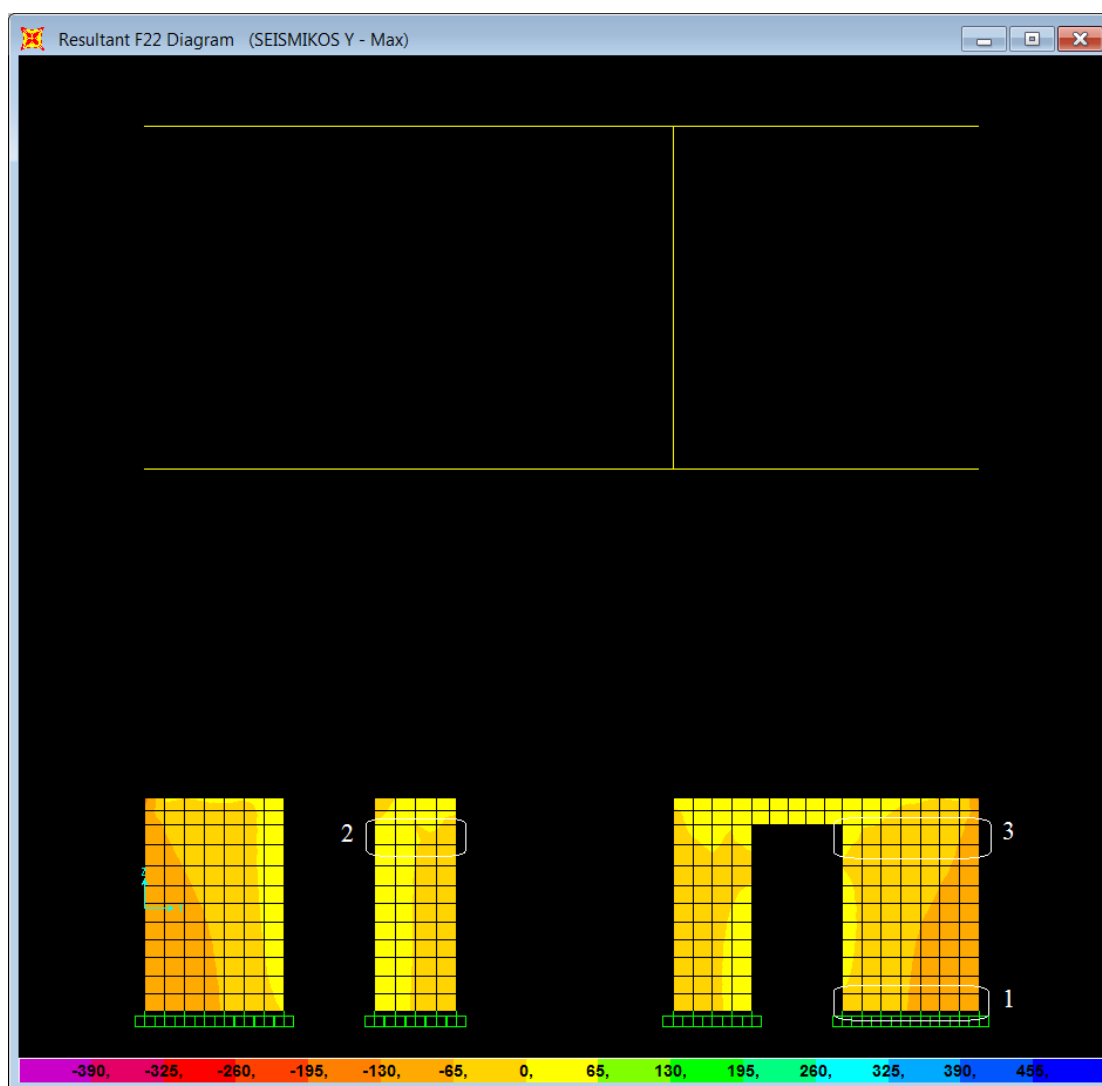 Resultant F22 Diagram (SEISMIKOS Y - Max)
2
3
Z
1
-390, -325, -260, -195, -130, -65, 0, 65, 130, 195, 260, 325, 390, 455,